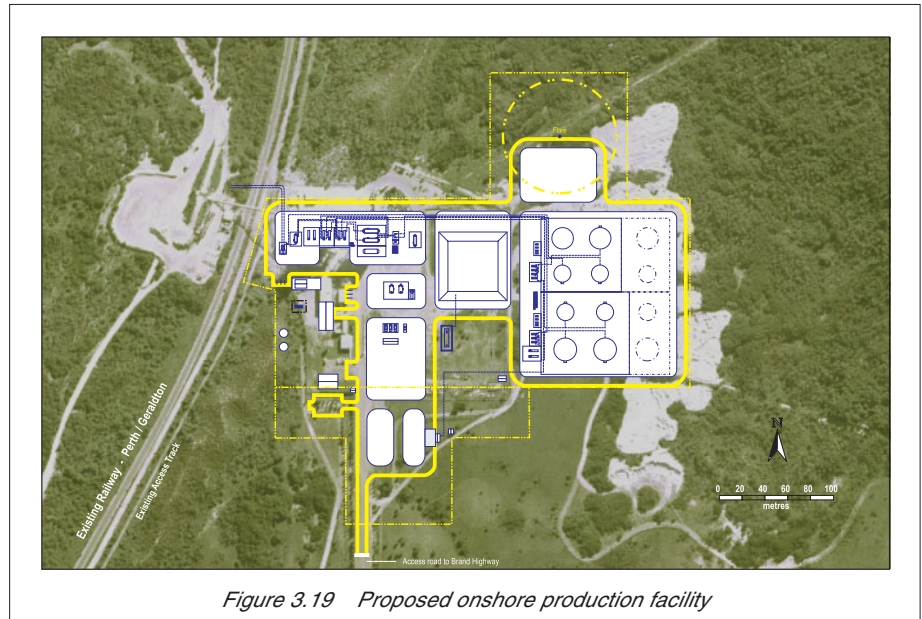 Flare
Existing Railway - Perth / Geraldton
Existing Access Track
N
0 20 40 60 80 100
metres
Access road to Brand Highway
Figure 3.19 Proposed onshore production facility